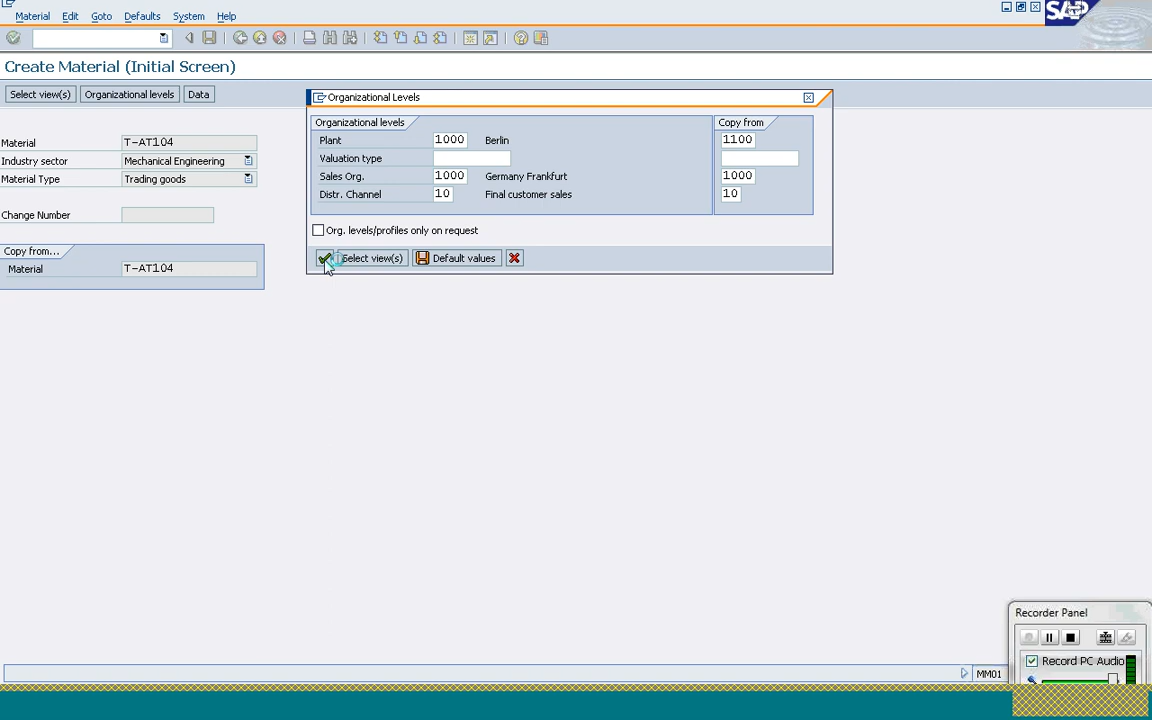 Material Edit Goto Defaults System Help
SAP
Create Material (Initial Screen)
Select view(s) Organizational levels Data
Organizational Levels
Organizational levels Copy from
Plant 1000 Berlin 1100
Valuation type
Sales Org. 1000 Germany Frankfurt 1000
Distr. Channel 10 Final customer sales 10
Org. levels/profiles only on request
Select view(s) Default values
Material T-AT104
Industry sector Mechanical Engineering
Material Type Trading goods
Change Number
Copy from...
Material T-AT104
Recorder Panel
Record PC Audio
MM01